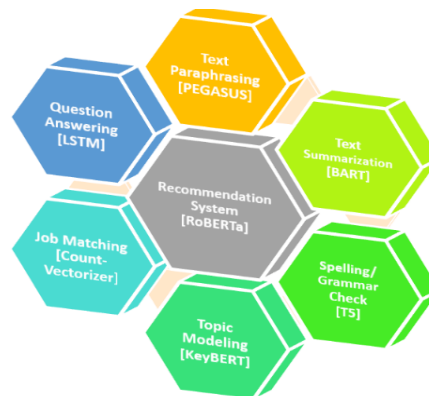 Text
Paraphrasing
[PEGASUS]
Question
Answering
[LSTM]
Text
Summarization
[BART]
Recommendation
System
[RoBERTa]
Job Matching
[Count-
Vectorizer]
Spelling/
Grammar
Check
[T5]
Topic
Modeling
[KeyBERT]